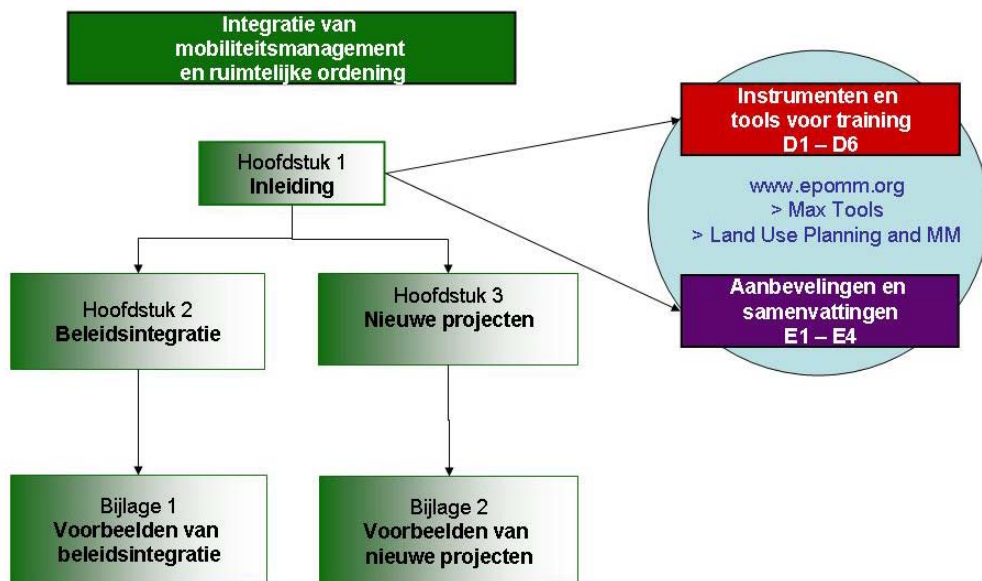 Integratie van
mobiliteitsmanagement
en ruimtelijke ordening
Instrumenten en
tools voor training
D1 – D6
Hoofdstuk 1
Inleiding
www.epomm.org
> Max Tools
> Land Use Planning and MM
Hoofdstuk 2
Beleidsintegratie
Hoofdstuk 3
Nieuwe projecten
Aanbevelingen en
samenvattingen
E1 – E4
Bijlage 1
Voorbeelden van
beleidsintegratie
Bijlage 2
Voorbeelden van
nieuwe projecten